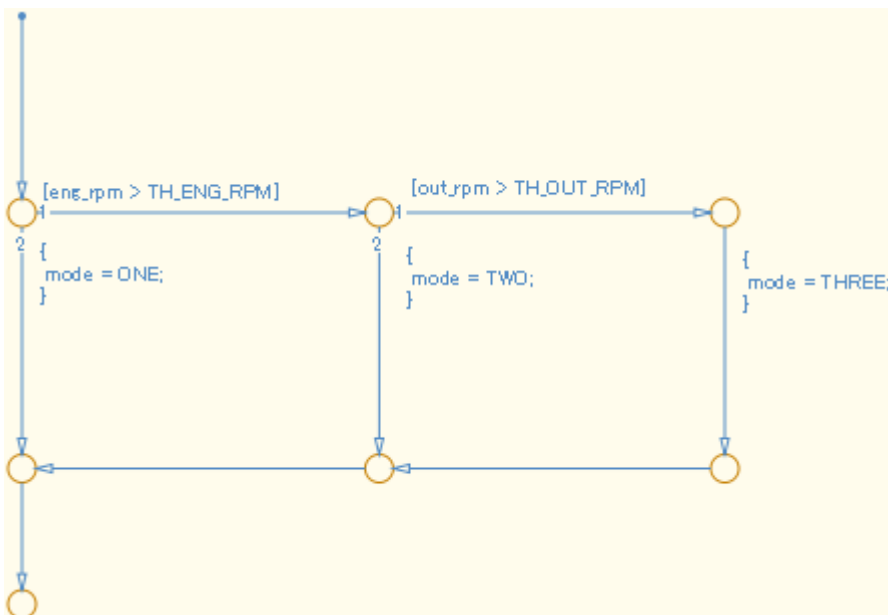 [eng_rpm > TH_ENG_RPM]
[out_rpm > TH_OUT_RPM]
1
1
2
2
{
mode = ONE;
}
{
mode = TWO;
}
{
mode = THREE;
}